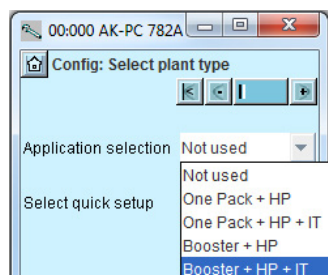 00:000 AK-PC 782A
Config: Select plant type
Application selection Not used
Not used
Select quick setup
One Pack + HP
One Pack + HP + IT
Booster + HP
Booster + HP + IT